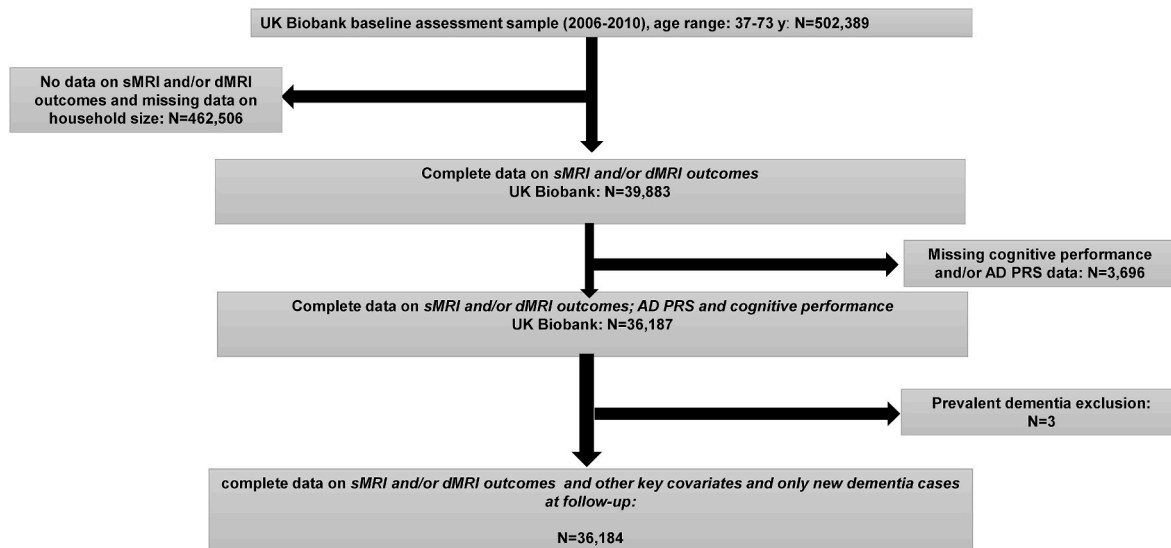 UK Biobank baseline assessment sample (2006-2010), age range: 37-73 y: N=502,389
No data on sMRI and/or dMRI
outcomes and missing data on
household size: N=462,506
Complete data on sMRI and/or dMRI outcomes
UK Biobank: N=39,883
Missing cognitive performance
and/or AD PRS data: N=3,696
Complete data on sMRI and/or dMRI outcomes; AD PRS and cognitive performance
UK Biobank: N=36,187
Prevalent dementia exclusion:
N=3
complete data on sMRI and/or dMRI outcomes and other key covariates and only new dementia cases
at follow-up:
N=36,184